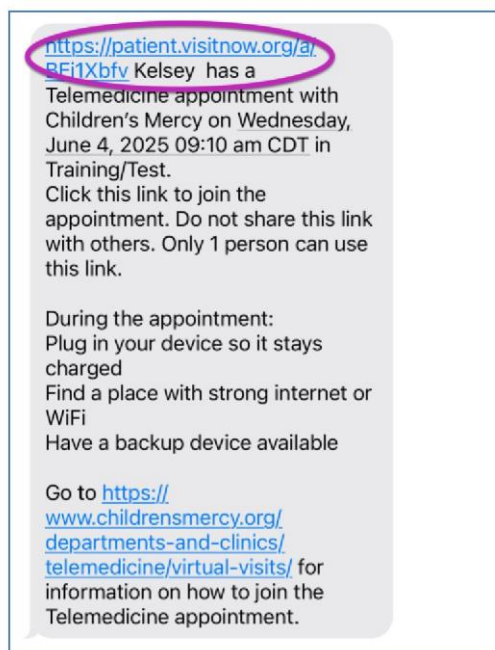 https://patient.visitnow.org/a/
BFj1Xbfv Kelsey  has a
Telemedicine appointment with
Children's Mercy on Wednesday,
June 4, 2025 09:10 am CDT in
Training/Test.
Click this link to join the
appointment. Do not share this link
with others. Only 1 person can use
this link.

During the appointment:
Plug in your device so it stays
charged
Find a place with strong internet or
WiFi
Have a backup device available

Go to https://
www.childrensmercy.org/
departments-and-clinics/
telemedicine/virtual-visits/ for
information on how to join the
Telemedicine appointment.